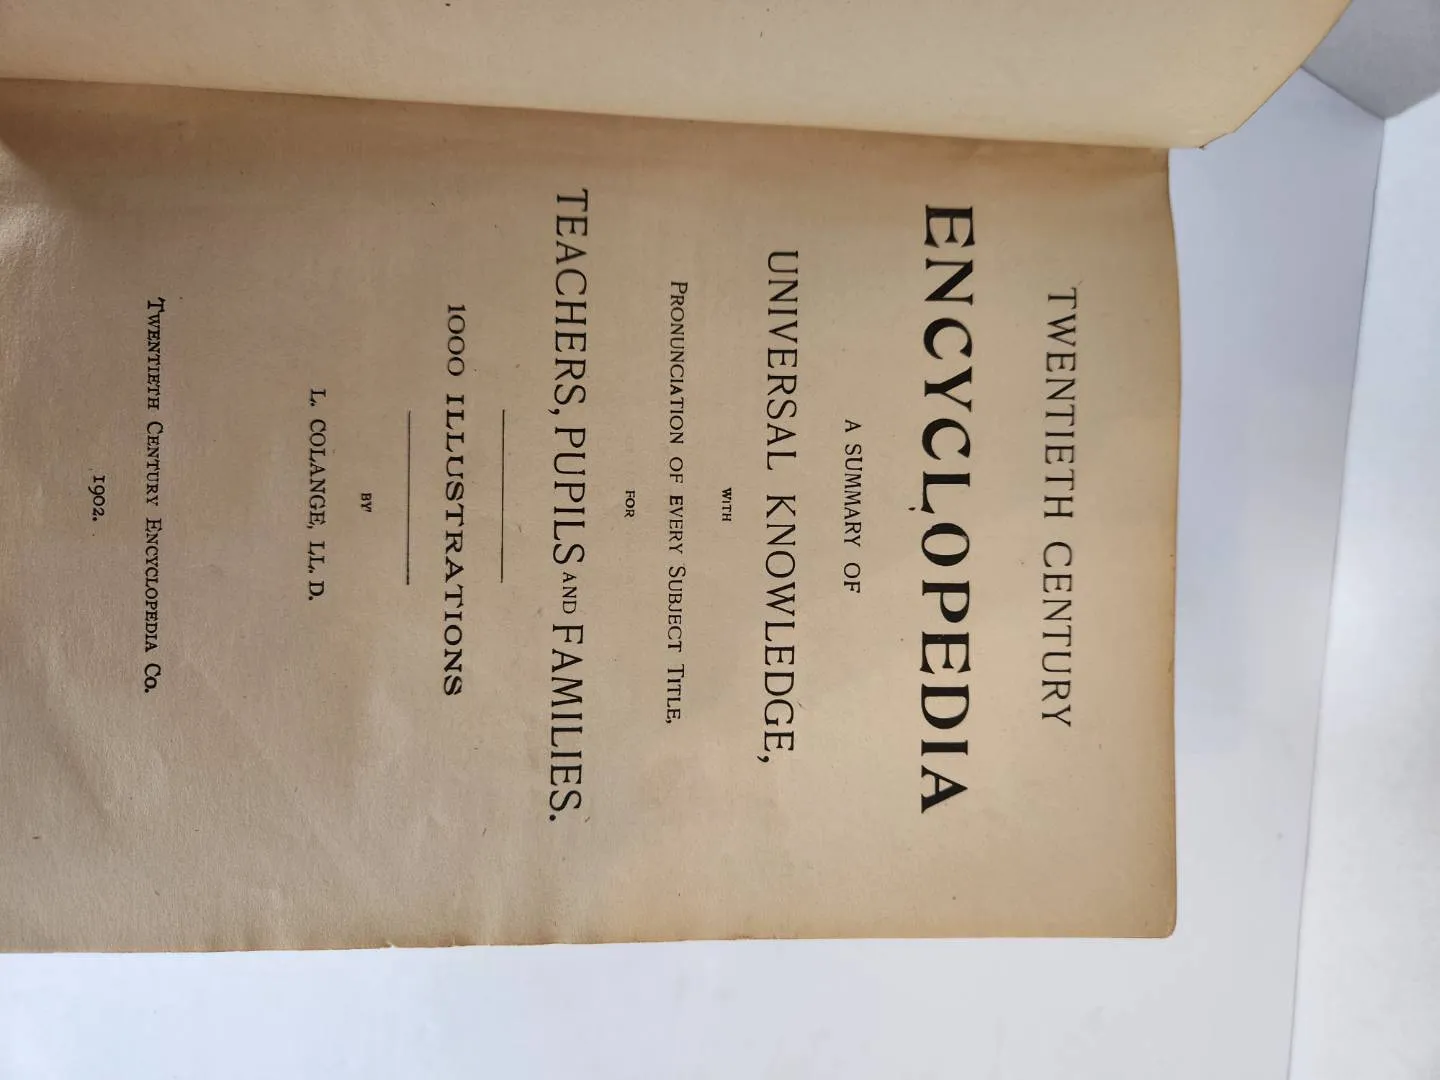 TWENTIETH CENTURY
ENCYCLOPEDIA
A SUMMARY OF
UNIVERSAL KNOWLEDGE,
WITH
PRONUNCIATION OF EVERY SUBJECT TITLE,
FOR
TEACHERS, PUPILS AND FAMILIES.
1000 ILLUSTRATIONS
BY
L. COLANGE, LL. D.
TWENTIETH CENTURY ENCYCLOPEDIA CO.
1902.